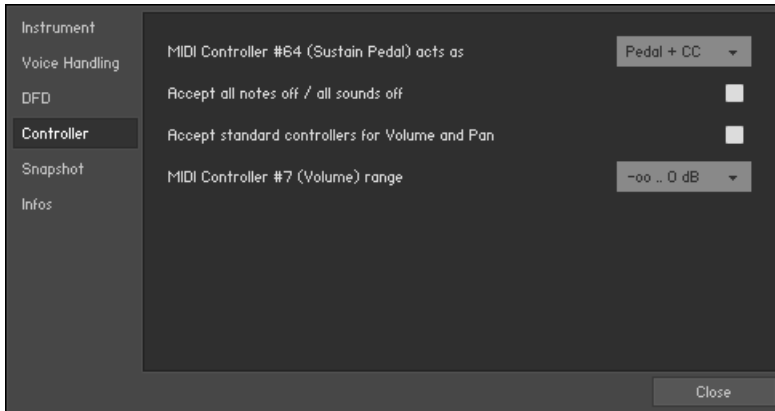 Instrument
Voice Handling
DFD
Controller
Snapshot
Infos
MIDI Controller #64 (Sustain Pedal) acts as Pedal + CC
Accept all notes off / all sounds off
Accept standard controllers for Volume and Pan
MIDI Controller #7 (Volume) range -oo .. 0 dB
Close